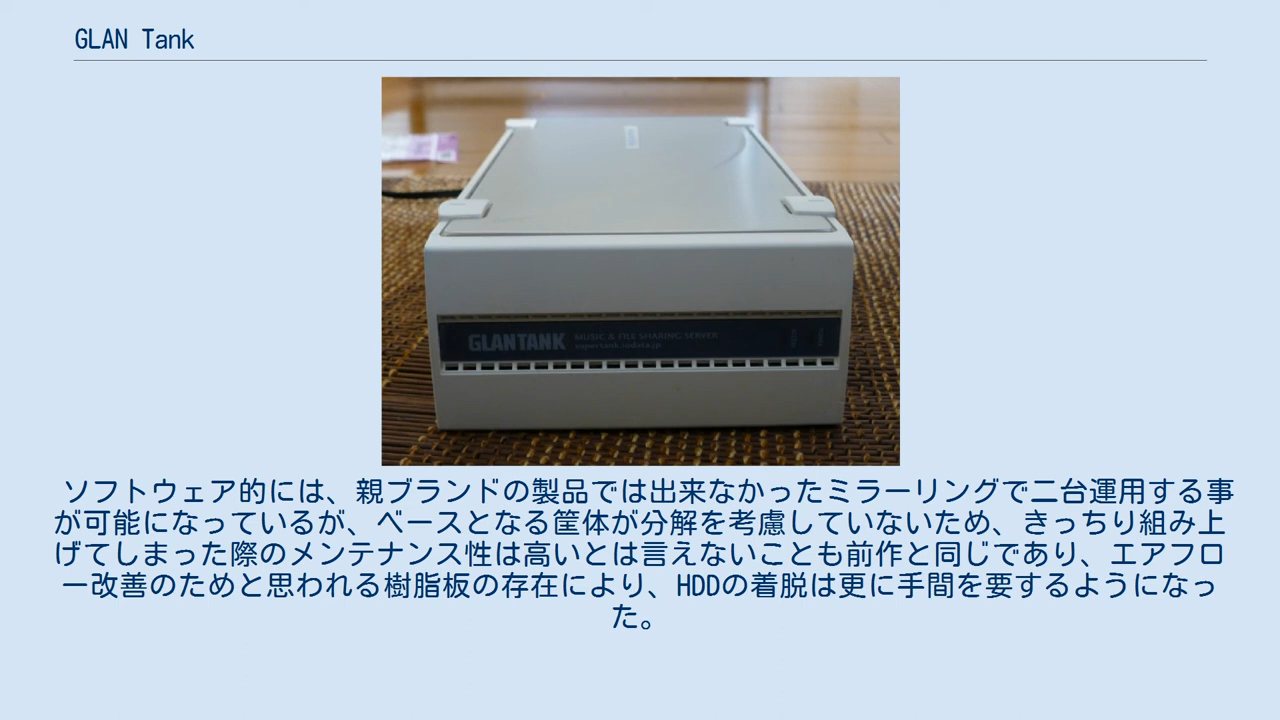 GLAN Tank
GLANTANK MUSIC & FILE SHARING SERVER
supertank.iodata.jp
ソフトウェア的には、親ブランドの製品では出来なかったミラーリングで二台運用する事
が可能になっているが、ベースとなる筐体が分解を考慮していないため、きっちり組み上
げてしまった際のメンテナンス性は高いとは言えないことも前作と同じであり、エアフロ
ー改善のためと思われる樹脂板の存在により、HDDの着脱は更に手間を要するようになっ
た。